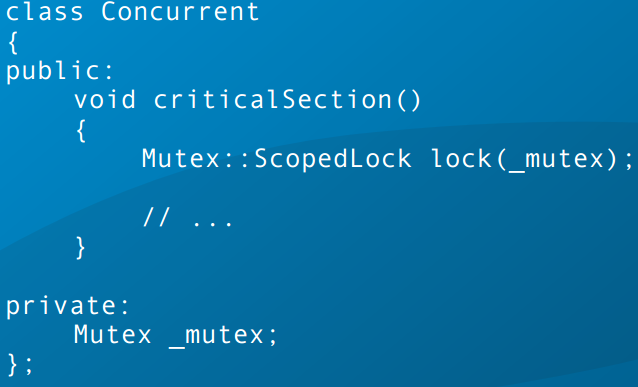 class Concurrent
{
public:
    void criticalSection()
    {
        Mutex::ScopedLock lock(_mutex);

        // ...
    }

private:
    Mutex _mutex;
};